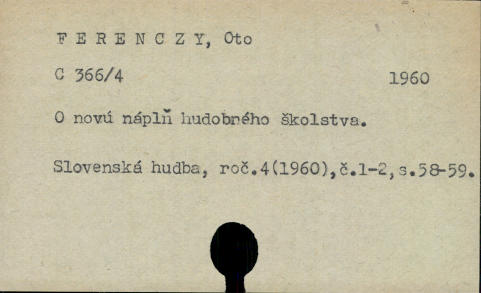 F E R E N C Z Y, Oto
C 366/4 1960
O novú náplň hudobného školstva.
Slovenská hudba, roč.4(1960),č.1-2,s.58-59.